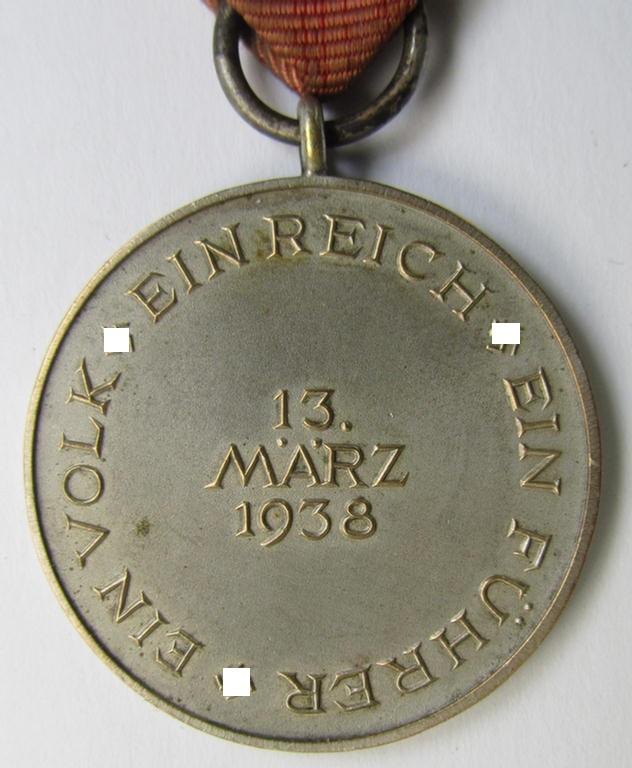 EIN VOLK EIN REICH EIN FÜHRER
13.
MÄRZ
1938